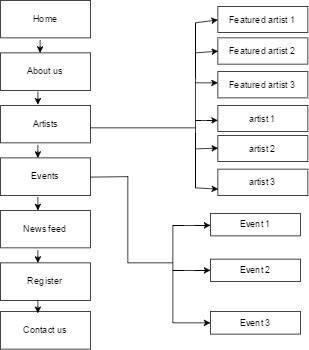 Home
About us
Artists
Events
News feed
Register
Contact us
Featured artist 1
Featured artist 2
Featured artist 3
artist 1
artist 2
artist 3
Event 1
Event 2
Event 3